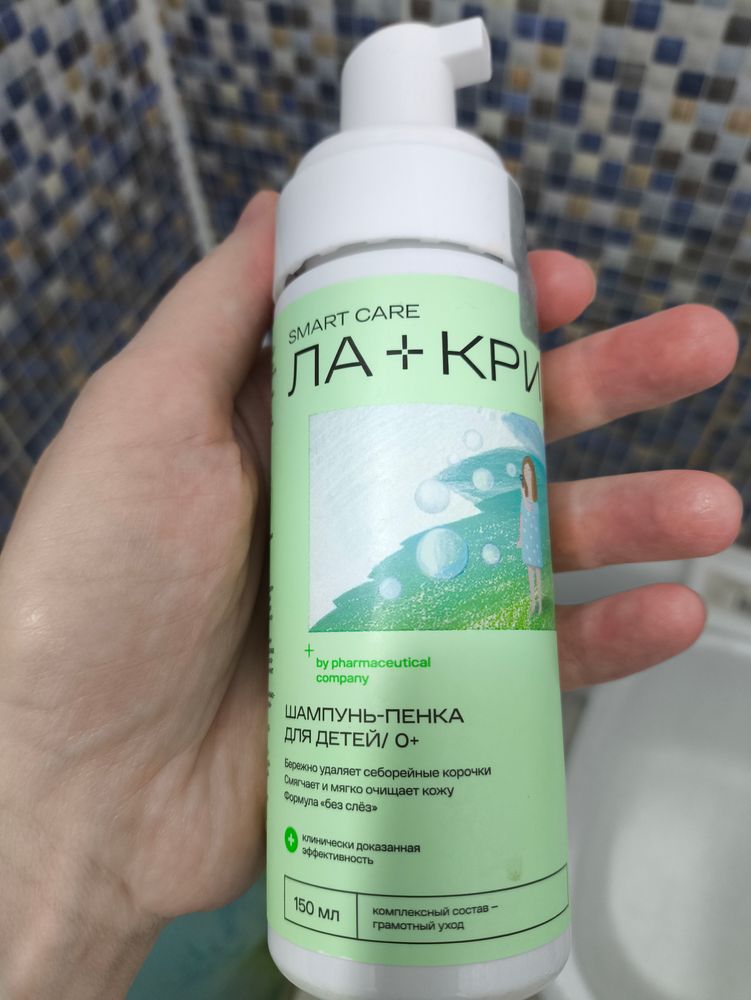 SMART CARE
ЛА + КРИ
+ by pharmaceutical
company
ШАМПУНЬ-ПЕНКА
ДЛЯ ДЕТЕЙ/ 0+
Бережно удаляет себорейные корочки
Смягчает и мягко очищает кожу
Формула «без слёз»
+ клинически доказанная
эффективность
150 мл
комплексный состав –
грамотный уход